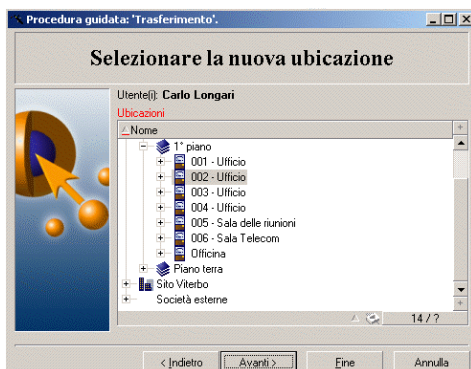 Procedura guidata: 'Trasferimento'.
Selezionare la nuova ubicazione
Utente(i): Carlo Longari
Ubicazioni
Nome
1° piano
001 - Ufficio
002 - Ufficio
003 - Ufficio
004 - Ufficio
005 - Sala delle riunioni
006 - Sala Telecom
Officina
Piano terra
Sito Viterbo
Società esterne
14 / ?
< Indietro Avanti > Fine Annulla